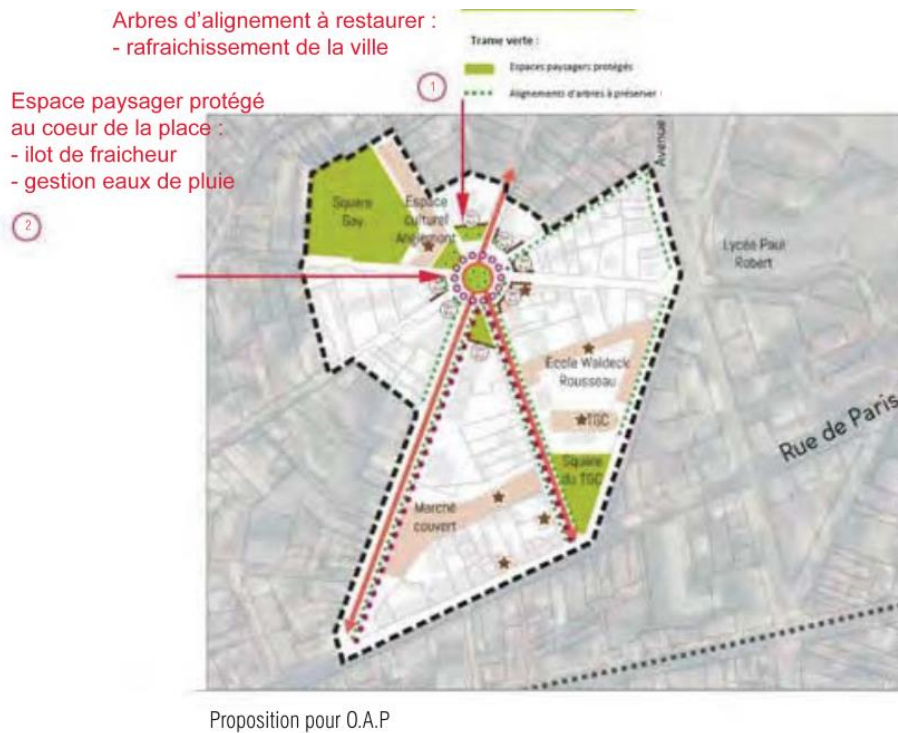 Arbres d'alignement à restaurer :
- rafraichissement de la ville
Trame verte :
Espaces paysagers protégés
Alignements d'arbres à préserver
1
Espace paysager protégé
au coeur de la place :
- ilot de fraicheur
- gestion eaux de pluie
2
Avenue
Square
Gay
Espace
culturel
Lycée Paul
Robert
Ecole Waldeck
Rousseau
TGC
Rue de Paris
Square
du TGC
Marché
couvert
Proposition pour O.A.P